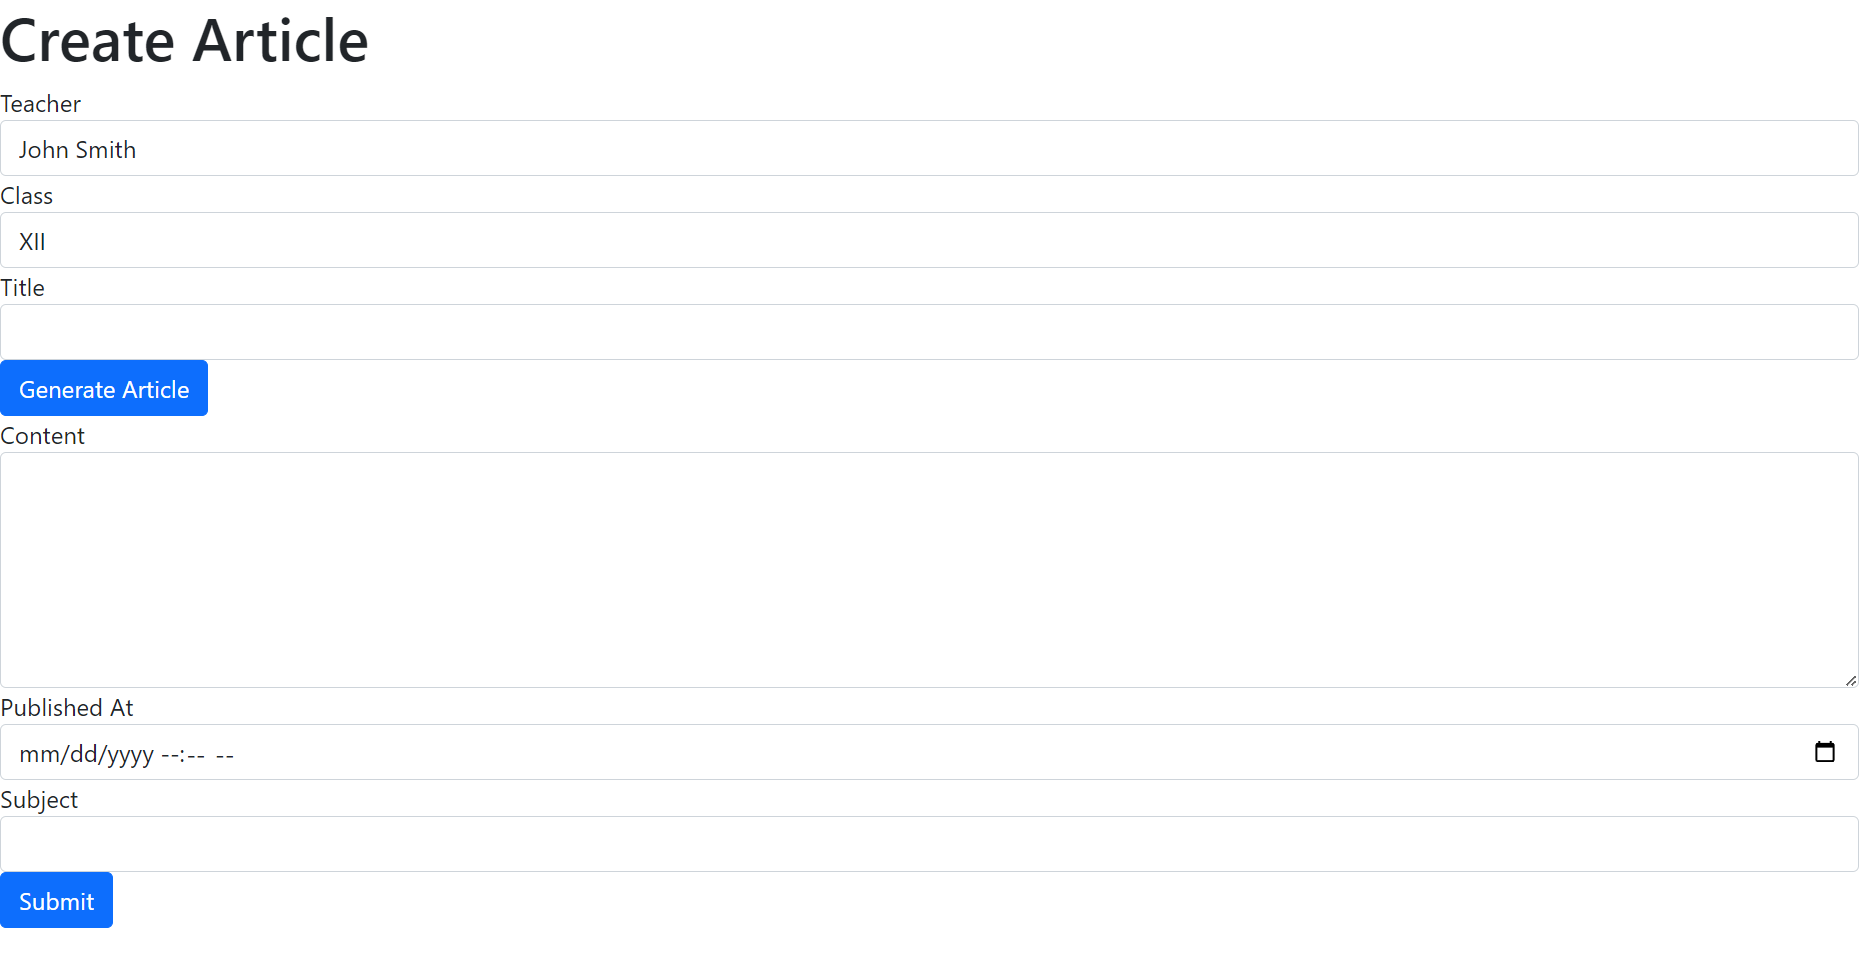 Create Article
Teacher
John Smith
Class
XII
Title
Generate Article
Content
Published At
mm/dd/yyyy --:-- --
Subject
Submit